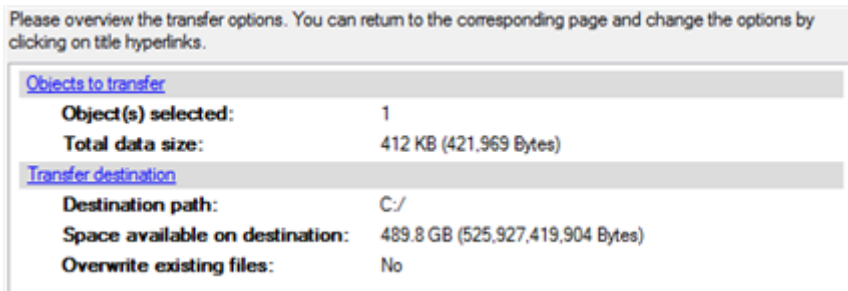 Please overview the transfer options. You can return to the corresponding page and change the options by
clicking on title hyperlinks.
Objects to transfer
Object(s) selected: 1
Total data size: 412 KB (421,969 Bytes)
Transfer destination
Destination path: C:/
Space available on destination: 489.8 GB (525,927,419,904 Bytes)
Overwrite existing files: No